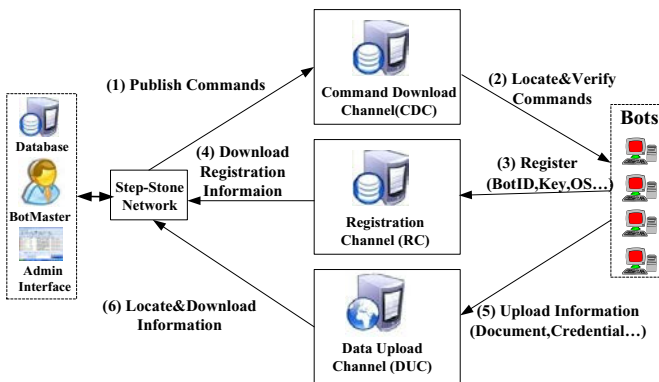 (1) Publish Commands
Command Download
Channel(CDC)
(2) Locate&Verify
Commands
Database
BotMaster
Admin
Interface
Step-Stone
Network
(4) Download
Registration
Informaion
Registration
Channel (RC)
(3) Register
(BotID,Key,OS…)
Bots
(6) Locate&Download
Information
Data Upload
Channel (DUC)
(5) Upload Information
(Document,Credential…)